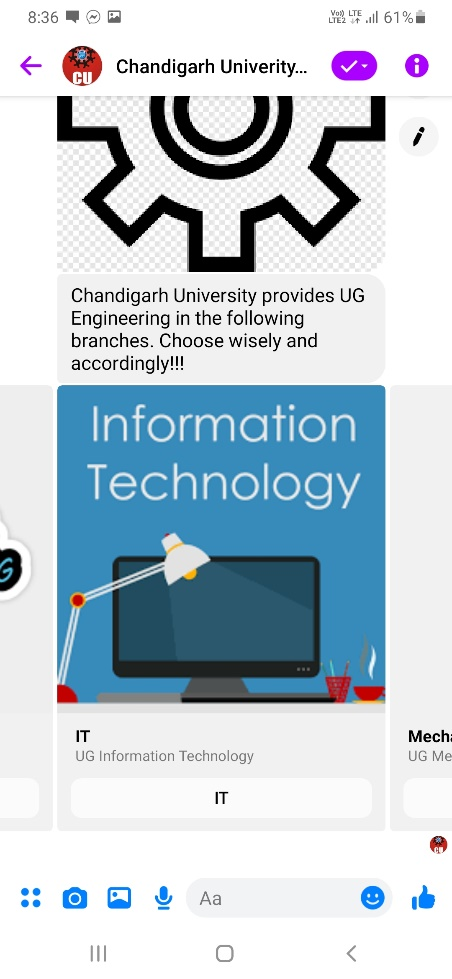 8:36
Vo) LTE
LTE2
61%
CU
Chandigarh Univerity...
Chandigarh University provides UG
Engineering in the following
branches. Choose wisely and
accordingly!!!
Information
Technology
G
IT
UG Information Technology
IT
Mecha
UG Me
CU
Aa